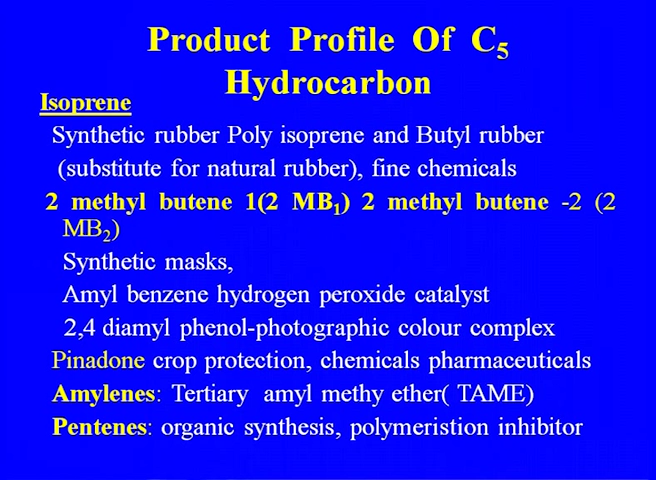 Product Profile Of C₅
Hydrocarbon
Isoprene
Synthetic rubber Poly isoprene and Butyl rubber
(substitute for natural rubber), fine chemicals
2 methyl butene 1(2 MB₁) 2 methyl butene -2 (2
MB₂)
Synthetic masks,
Amyl benzene hydrogen peroxide catalyst
2,4 diamyl phenol-photographic colour complex
Pinadone crop protection, chemicals pharmaceuticals
Amylenes: Tertiary amyl methy ether( TAME)
Pentenes: organic synthesis, polymeristion inhibitor